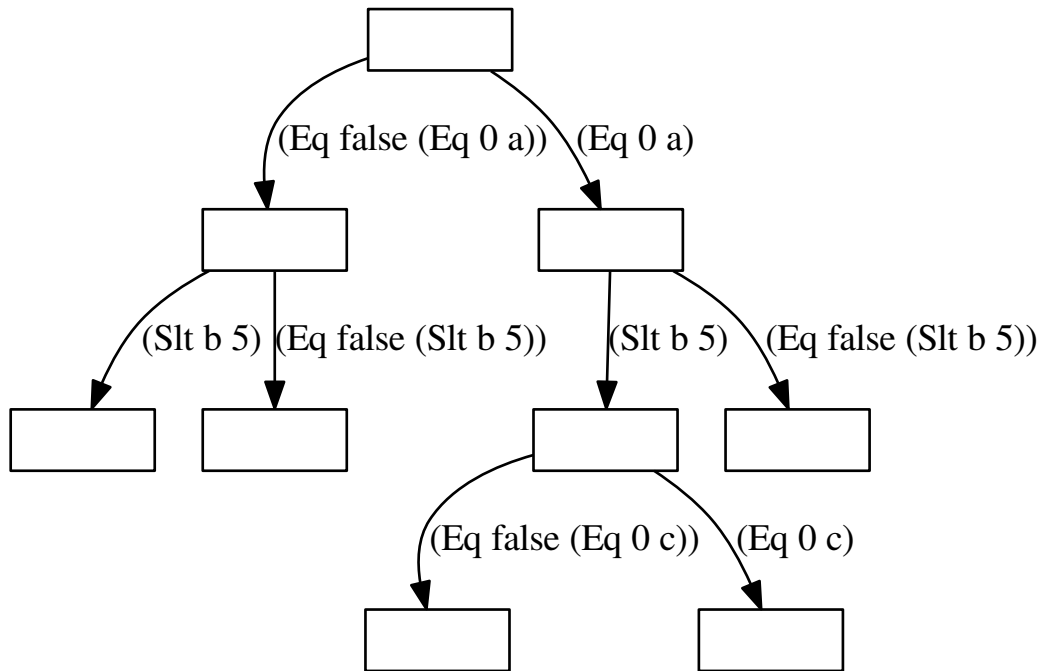 (Eq false (Eq 0 a))
(Eq 0 a)
(Slt b 5)
(Eq false (Slt b 5))
(Slt b 5)
(Eq false (Slt b 5))
(Eq false (Eq 0 c))
(Eq 0 c)